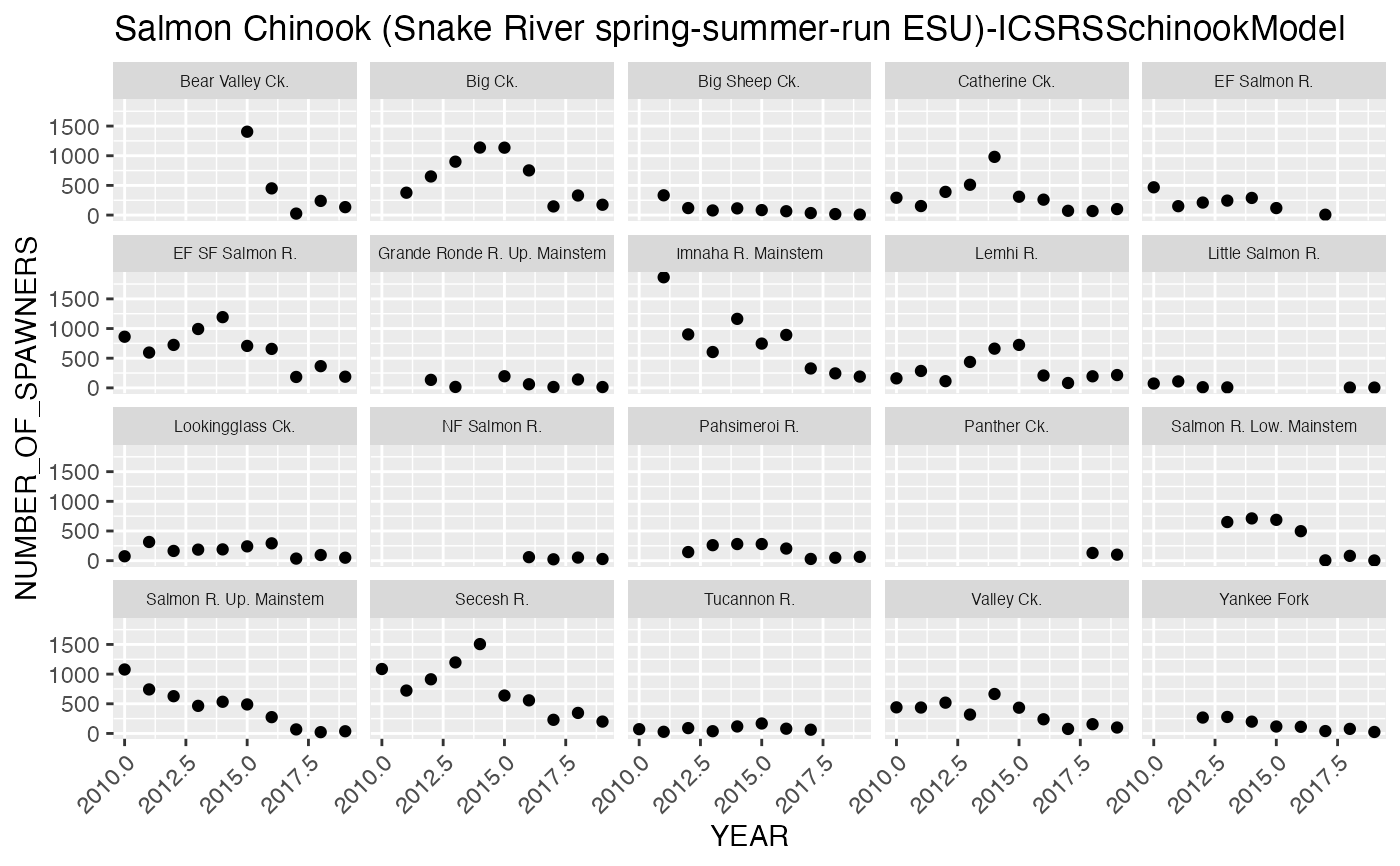 Salmon Chinook (Snake River spring-summer-run ESU)-ICSRSSchinookModel
Bear Valley Ck.
Big Ck.
Big Sheep Ck.
Catherine Ck.
EF Salmon R.
1500
1000
500
0
EF SF Salmon R.
Grande Ronde R. Up. Mainstem
Imnaha R. Mainstem
Lemhi R.
Little Salmon R.
1500
1000
500
0
NUMBER_OF_SPAWNERS
Lookingglass Ck.
NF Salmon R.
Pahsimeroi R.
Panther Ck.
Salmon R. Low. Mainstem
1500
1000
500
0
Salmon R. Up. Mainstem
Secesh R.
Tucannon R.
Valley Ck.
Yankee Fork
1500
1000
500
0
2010.0
2012.5
2015.0
2017.5
2010.0
2012.5
2015.0
2017.5
2010.0
2012.5
2015.0
2017.5
2010.0
2012.5
2015.0
2017.5
2010.0
2012.5
2015.0
2017.5
YEAR